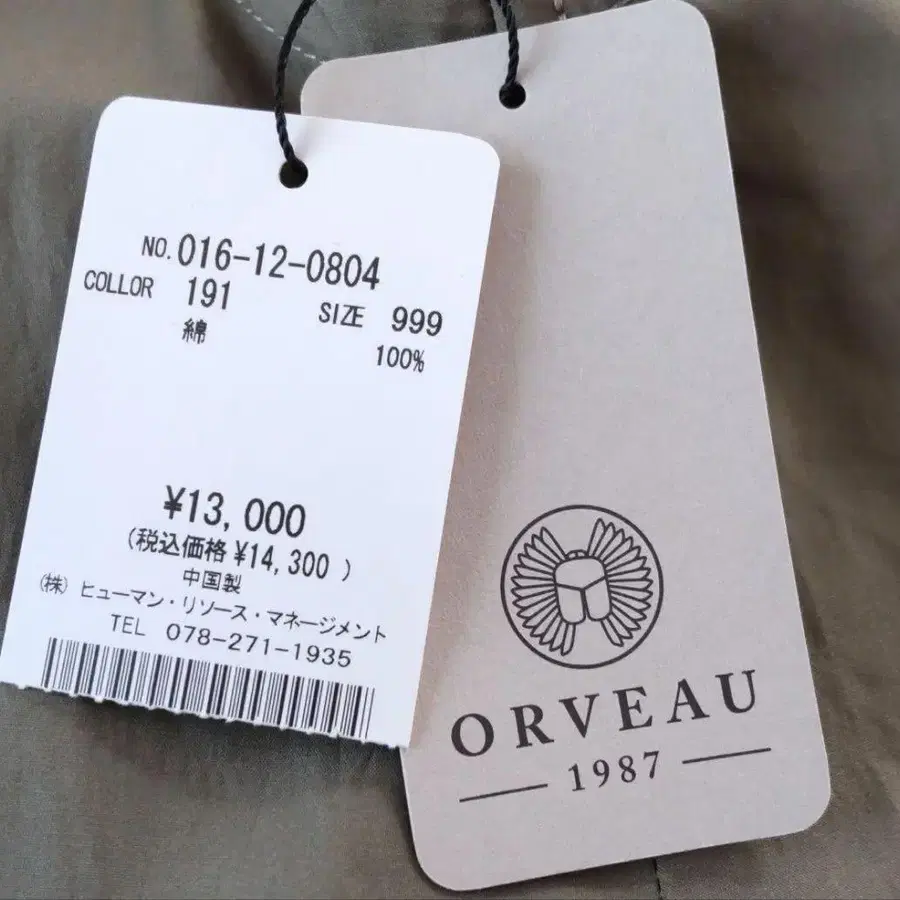 NO. 016-12-0804
COLLOR 191 SIZE 999
綿 100%
¥13,000
(税込価格 ¥14,300 )
中国製
(株) ヒューマン・リソース・マネージメント
TEL 078-271-1935
ORVEAU
1987